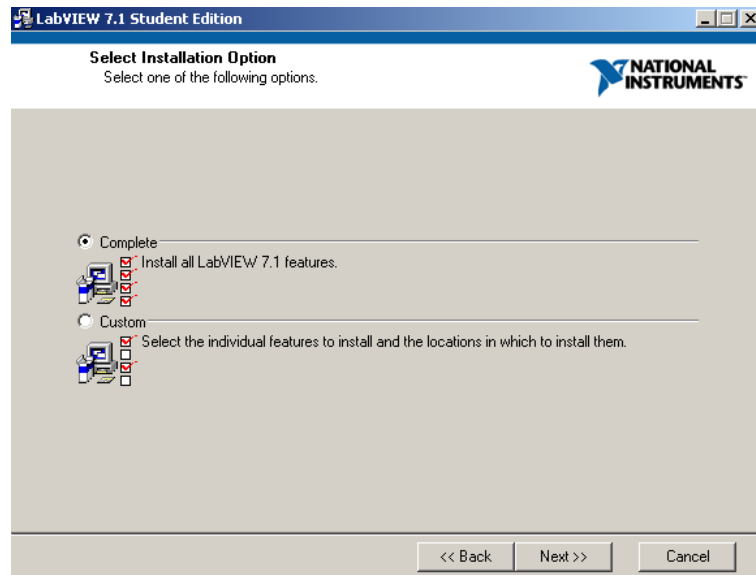 LabVIEW 7.1 Student Edition
Select Installation Option
Select one of the following options.
NATIONAL
INSTRUMENTS™
Complete
Install all LabVIEW 7.1 features.
Custom
Select the individual features to install and the locations in which to install them.
<< Back
Next >>
Cancel